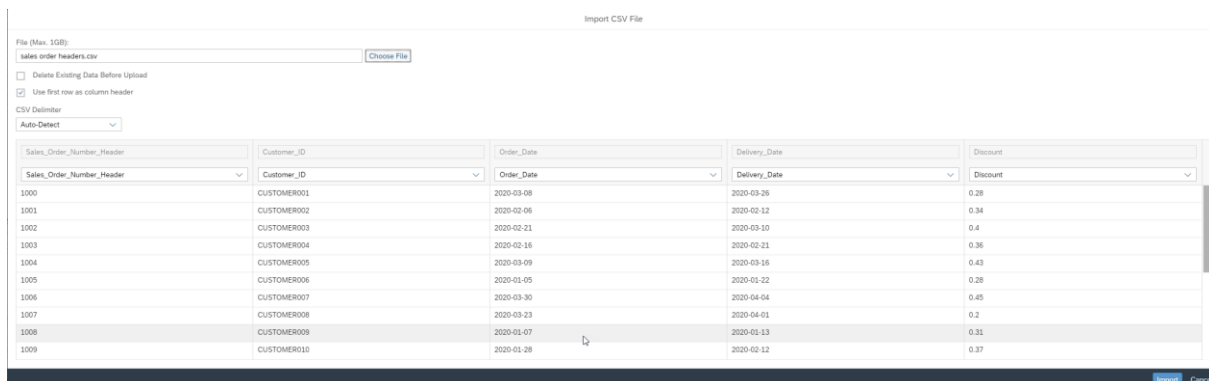 Import CSV File
File (Max. 1GB):
sales order headers.csv Choose File
Delete Existing Data Before Upload
Use first row as column header
CSV Delimiter
Auto-Detect
Sales_Order_Number_Header Customer_ID Order_Date Delivery_Date Discount
Sales_Order_Number_Header Customer_ID Order_Date Delivery_Date Discount
1000 CUSTOMER001 2020-03-08 2020-03-26 0.28
1001 CUSTOMER002 2020-02-06 2020-02-12 0.34
1002 CUSTOMER003 2020-02-21 2020-03-10 0.4
1003 CUSTOMER004 2020-02-16 2020-02-21 0.36
1004 CUSTOMER005 2020-03-09 2020-03-16 0.43
1005 CUSTOMER006 2020-01-05 2020-01-22 0.28
1006 CUSTOMER007 2020-03-30 2020-04-04 0.45
1007 CUSTOMER008 2020-03-23 2020-04-01 0.2
1008 CUSTOMER009 2020-01-07 2020-01-13 0.31
1009 CUSTOMER010 2020-01-28 2020-02-12 0.37
Import Canc